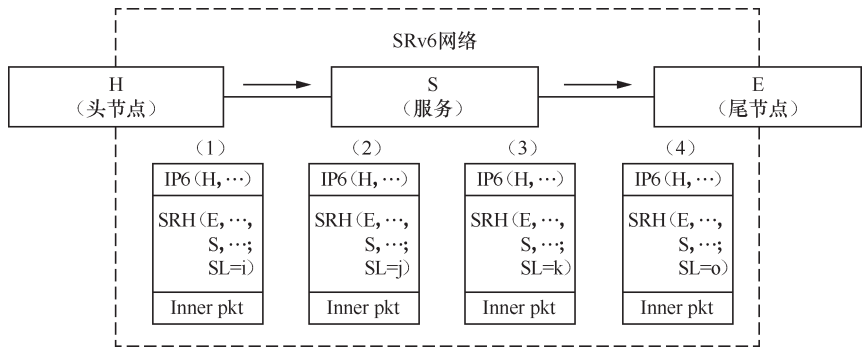 SRv6网络
H
（头节点）
S
（服务）
E
（尾节点）
（1）
（2）
（3）
（4）
IP6（H，…）
SRH（E，…，
S，…；
SL=i）
Inner pkt
IP6（H，…）
SRH（E，…，
S，…；
SL=j）
Inner pkt
IP6（H，…）
SRH（E，…，
S，…；
SL=k）
Inner pkt
IP6（H，…）
SRH（E，…，
S，…；
SL=o）
Inner pkt